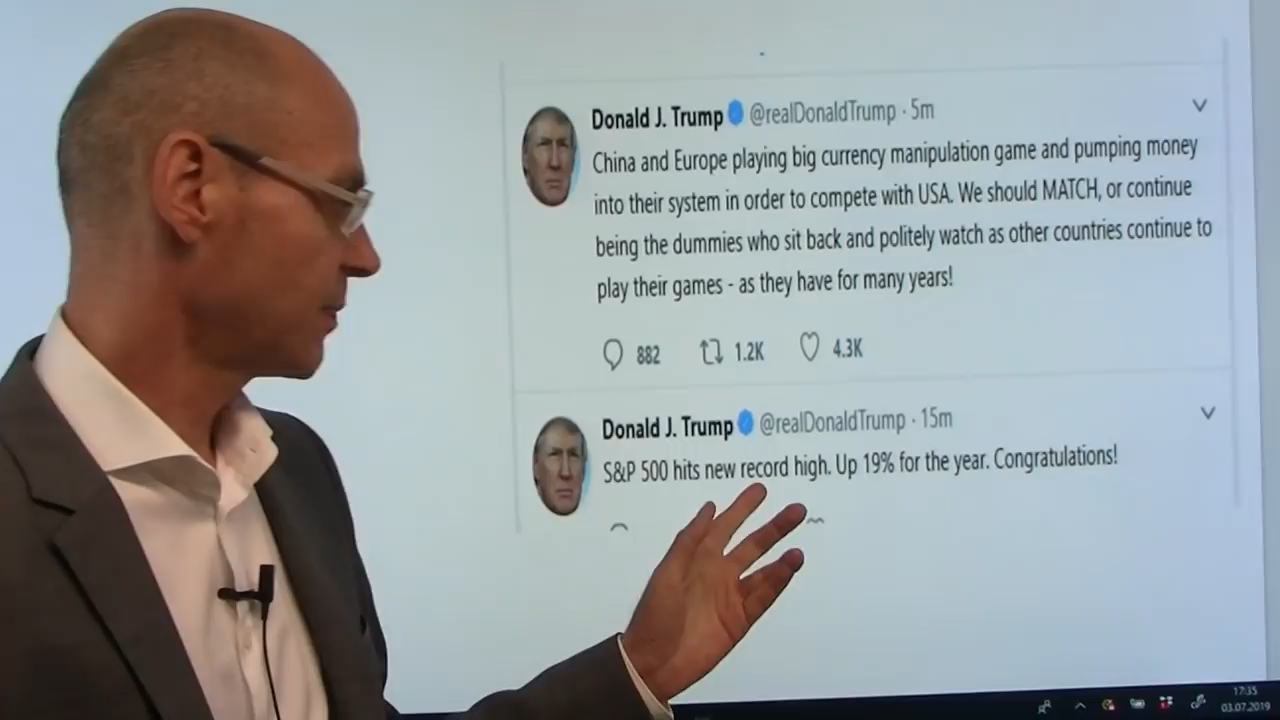 Donald J. Trump @realDonaldTrump · 5m
China and Europe playing big currency manipulation game and pumping money
into their system in order to compete with USA. We should MATCH, or continue
being the dummies who sit back and politely watch as other countries continue to
play their games - as they have for many years!
882 1.2K 4.3K
Donald J. Trump @realDonaldTrump · 15m
S&P 500 hits new record high. Up 19% for the year. Congratulations!
17:35
03.07.2019